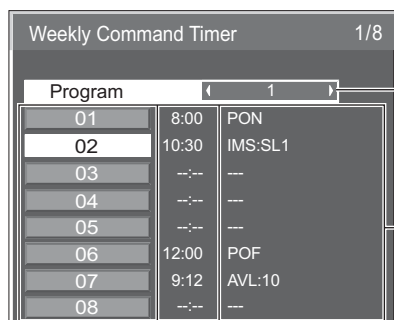 Weekly Command Timer 1/8
Program 1
01 8:00 PON
02 10:30 IMS:SL1
03 --:-- ---
04 --:-- ---
05 --:-- ---
06 12:00 POF
07 9:12 AVL:10
08 --:-- ---